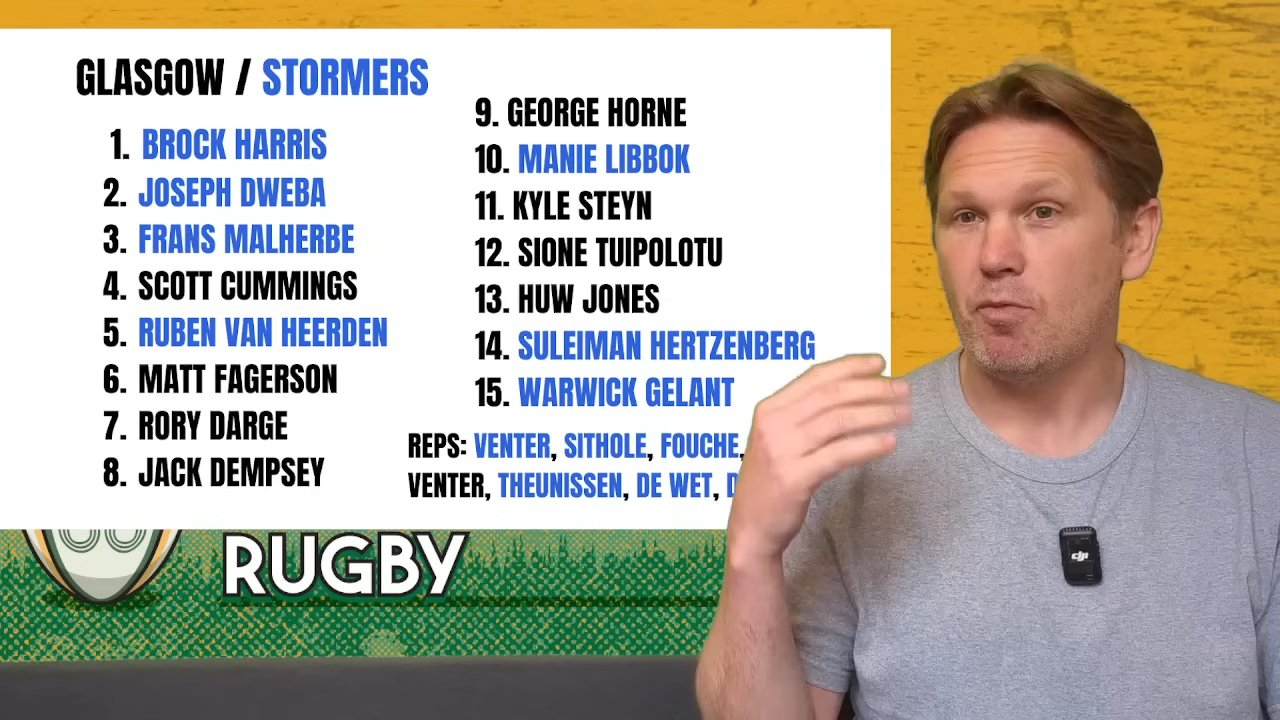 GLASGOW / STORMERS
1. BROCK HARRIS
2. JOSEPH DWEBA
3. FRANS MALHERBE
4. SCOTT CUMMINGS
5. RUBEN VAN HEERDEN
6. MATT FAGERSON
7. RORY DARGE
8. JACK DEMPSEY
9. GEORGE HORNE
10. MANIE LIBBOK
11. KYLE STEYN
12. SIONE TUIPOLOTU
13. HUW JONES
14. SULEIMAN HERTZENBERG
15. WARWICK GELANT
REPS: VENTER, SITHOLE, FOUCHE,
VENTER, THEUNISSEN, DE WET,
RUGBY
dji